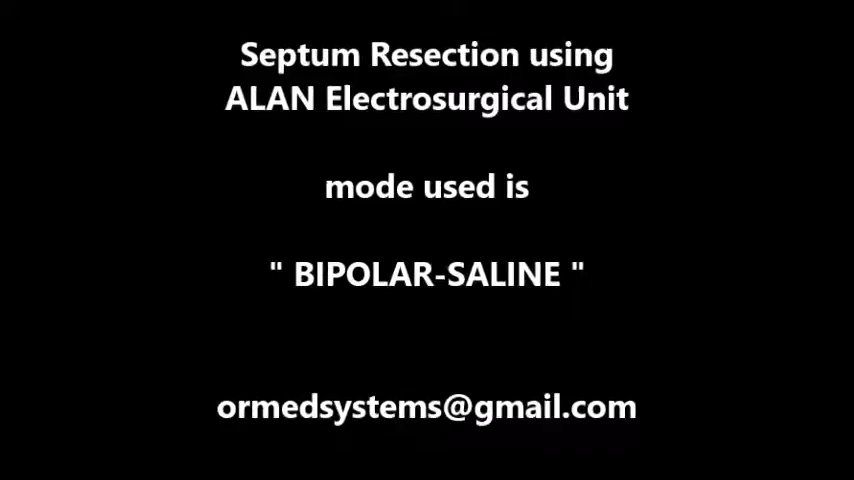 Septum Resection using
ALAN Electrosurgical Unit
mode used is
" BIPOLAR-SALINE "
ormedsystems@gmail.com